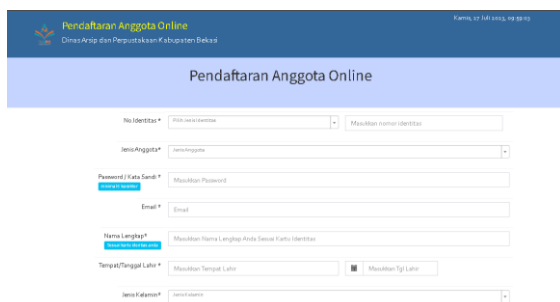 Pendaftaran Anggota Online
Dinas Arsip dan Perpustakaan Kabupaten Bekasi
Kamis, 27 Juli 2023, 09:59:03
Pendaftaran Anggota Online
No Identitas * Pilih Jenis Identitas Masukkan nomor identitas
Jenis Anggota* Jenis Anggota
Password / Kata Sandi * Masukkan Password
Email * Email
Nama Lengkap* Masukkan Nama Lengkap Anda Sesuai Kartu Identitas
Tempat/Tanggal Lahir * Masukkan Tempat Lahir Masukkan Tgl Lahir
Jenis Kelamin* Jenis Kelamin